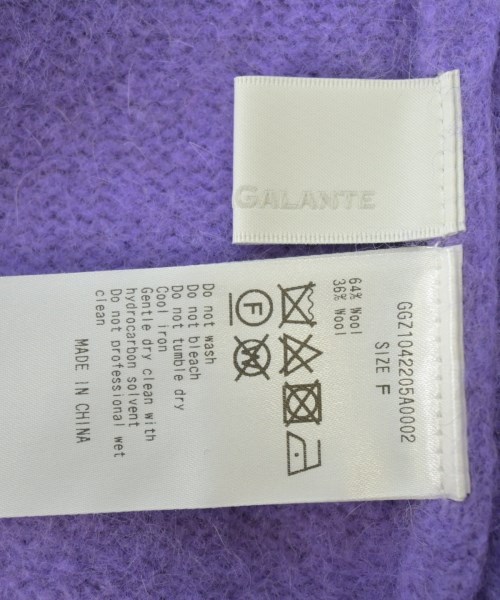 GALANTE
GGZ1042205A0002
SIZE F
64% Wool
36% Wool
F
W
Do not wash
Do not bleach
Do not tumble dry
Cool iron
Gentle dry clean with
hydrocarbon solvent
Do not professional wet
clean
MADE IN CHINA